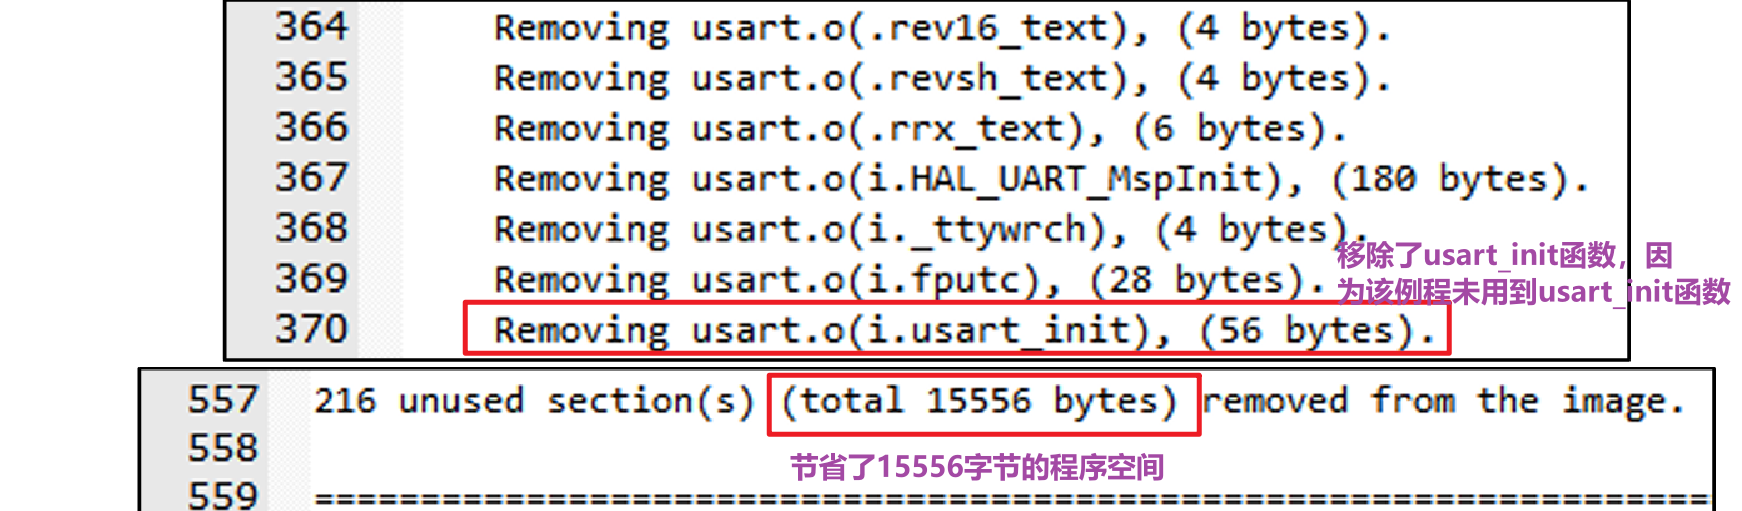 364 Removing usart.o(.rev16_text), (4 bytes).
365 Removing usart.o(.revsh_text), (4 bytes).
366 Removing usart.o(.rrx_text), (6 bytes).
367 Removing usart.o(i.HAL_UART_MspInit), (180 bytes).
368 Removing usart.o(i._ttywrch), (4 bytes).
369 Removing usart.o(i.fputc), (28 bytes).
移除了usart_init函数，因
为该例程未用到usart_init函数
370 Removing usart.o(i.usart_init), (56 bytes).
557 216 unused section(s) (total 15556 bytes) removed from the image.
558
节省了15556字节的程序空间
559 ==================================================================